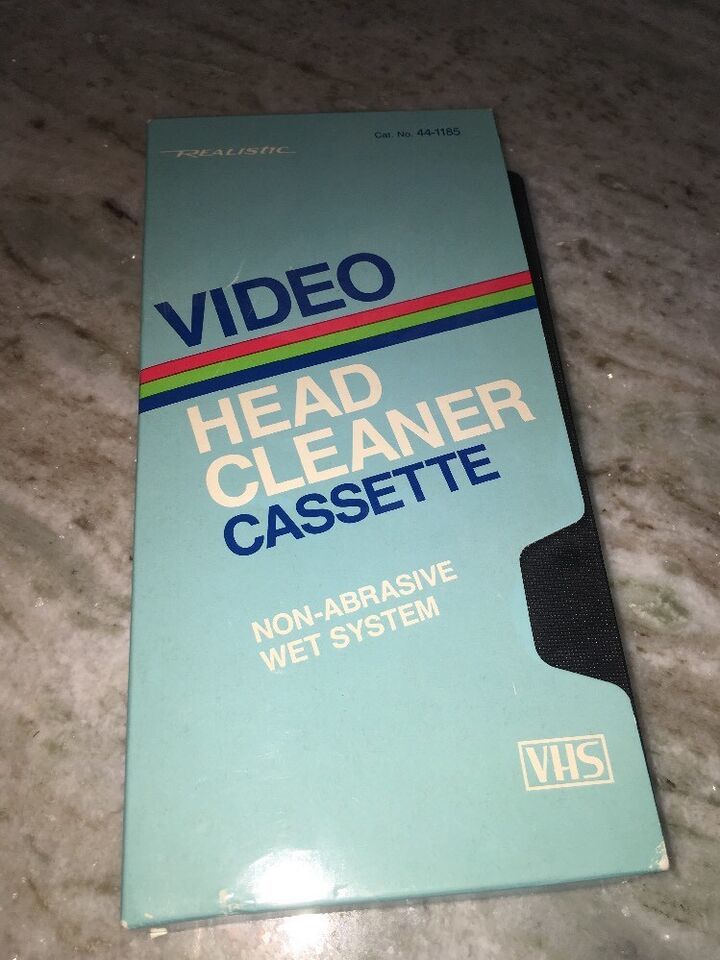 REALISTIC
Cat. No. 44-1185
VIDEO
HEAD
CLEANER
CASSETTE
NON-ABRASIVE
WET SYSTEM
VHS